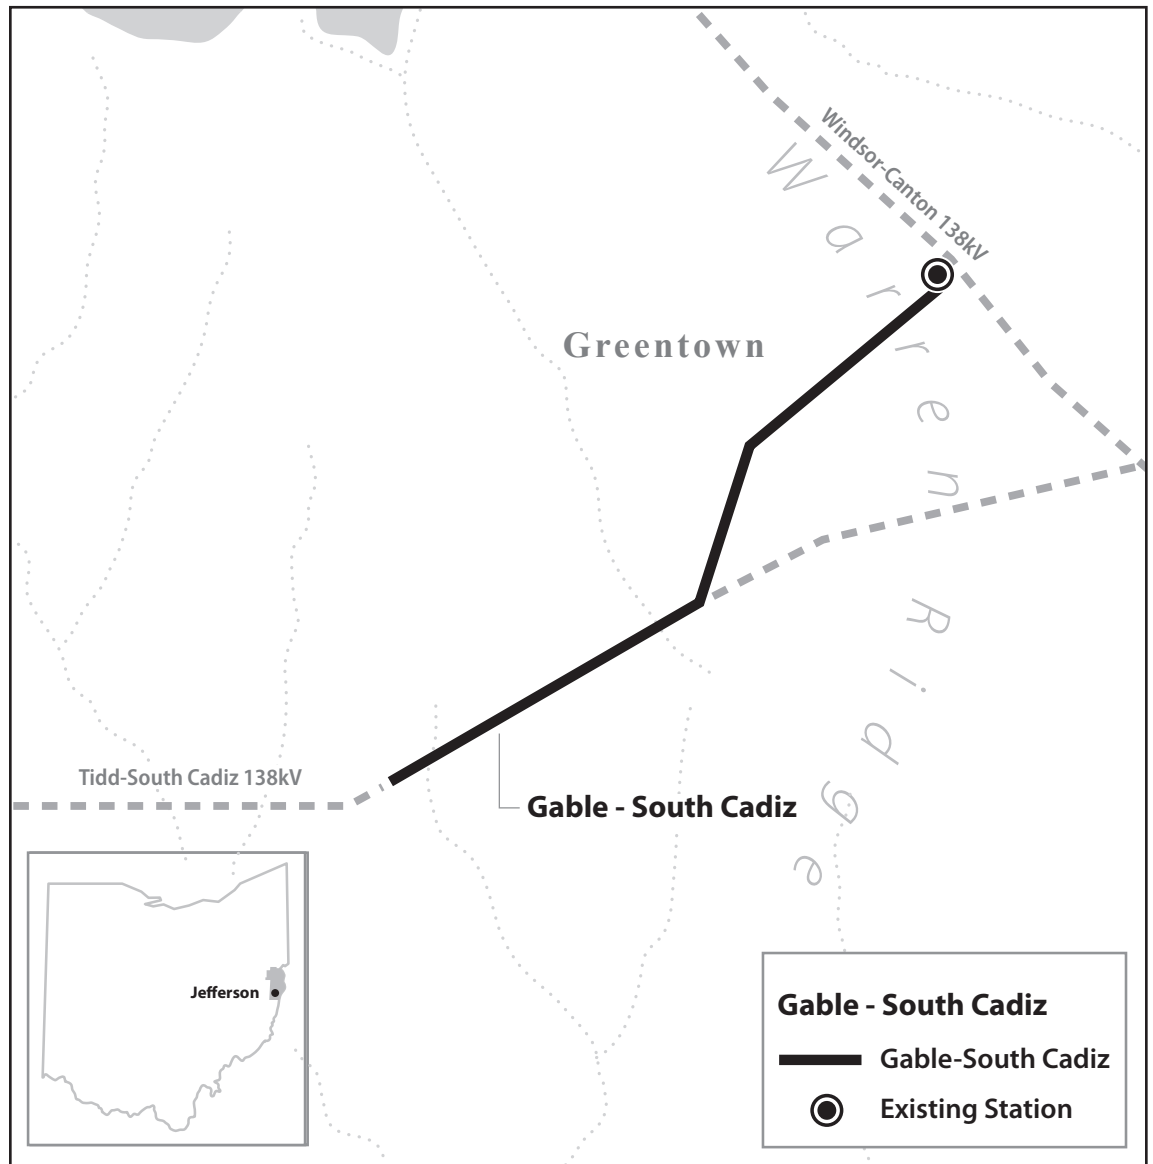 Windsor-Canton 138kV
Warren Ridge
Greentown
Tidd-South Cadiz 138kV
Gable - South Cadiz
Jefferson
Gable - South Cadiz
Gable-South Cadiz
Existing Station